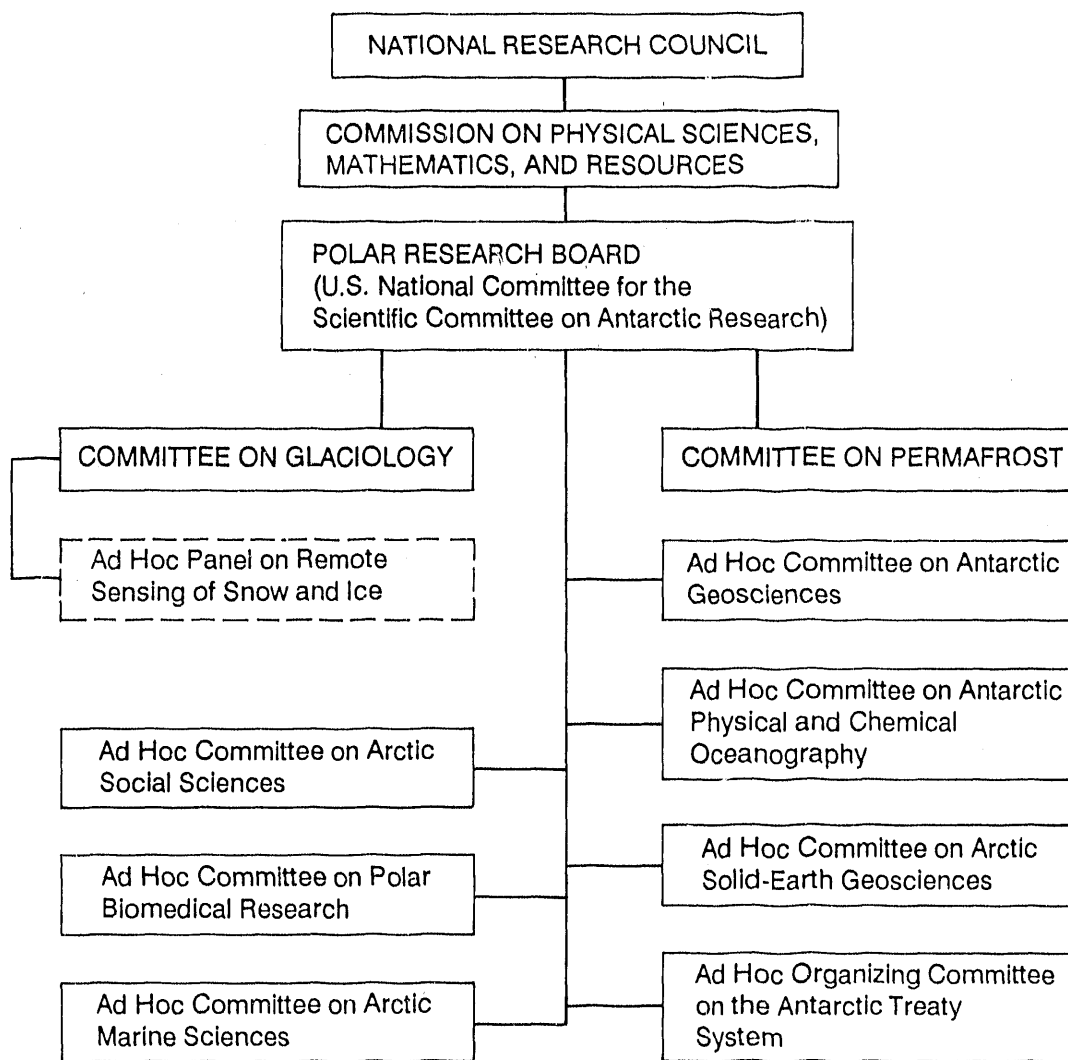 NATIONAL RESEARCH COUNCIL
COMMISSION ON PHYSICAL SCIENCES,
MATHEMATICS, AND RESOURCES
POLAR RESEARCH BOARD
(U.S. National Committee for the
Scientific Committee on Antarctic Research)
COMMITTEE ON GLACIOLOGY
COMMITTEE ON PERMAFROST
Ad Hoc Panel on Remote
Sensing of Snow and Ice
Ad Hoc Committee on Antarctic
Geosciences
Ad Hoc Committee on Antarctic
Physical and Chemical
Oceanography
Ad Hoc Committee on Arctic
Social Sciences
Ad Hoc Committee on Arctic
Solid-Earth Geosciences
Ad Hoc Committee on Polar
Biomedical Research
Ad Hoc Organizing Committee
on the Antarctic Treaty
System
Ad Hoc Committee on Arctic
Marine Sciences